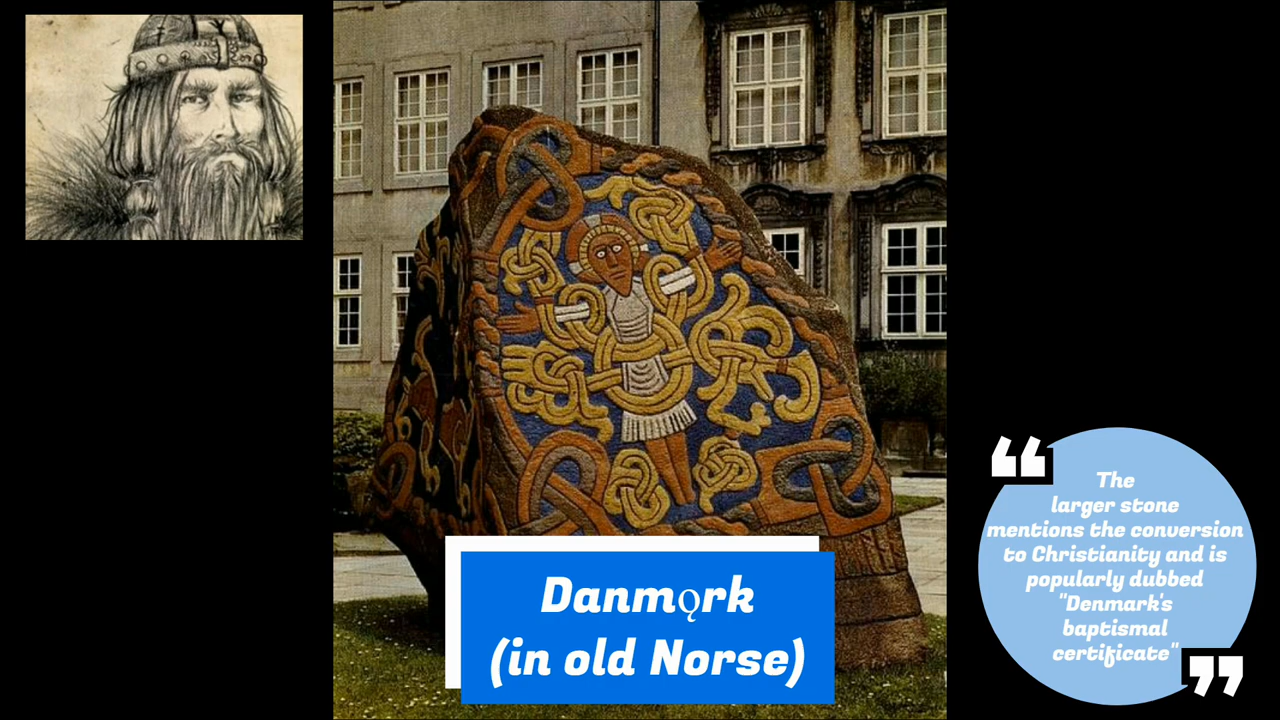 Danmǫrk
(in old Norse)
The
larger stone
mentions the conversion
to Christianity and is
popularly dubbed
"Denmark's
baptismal
certificate"